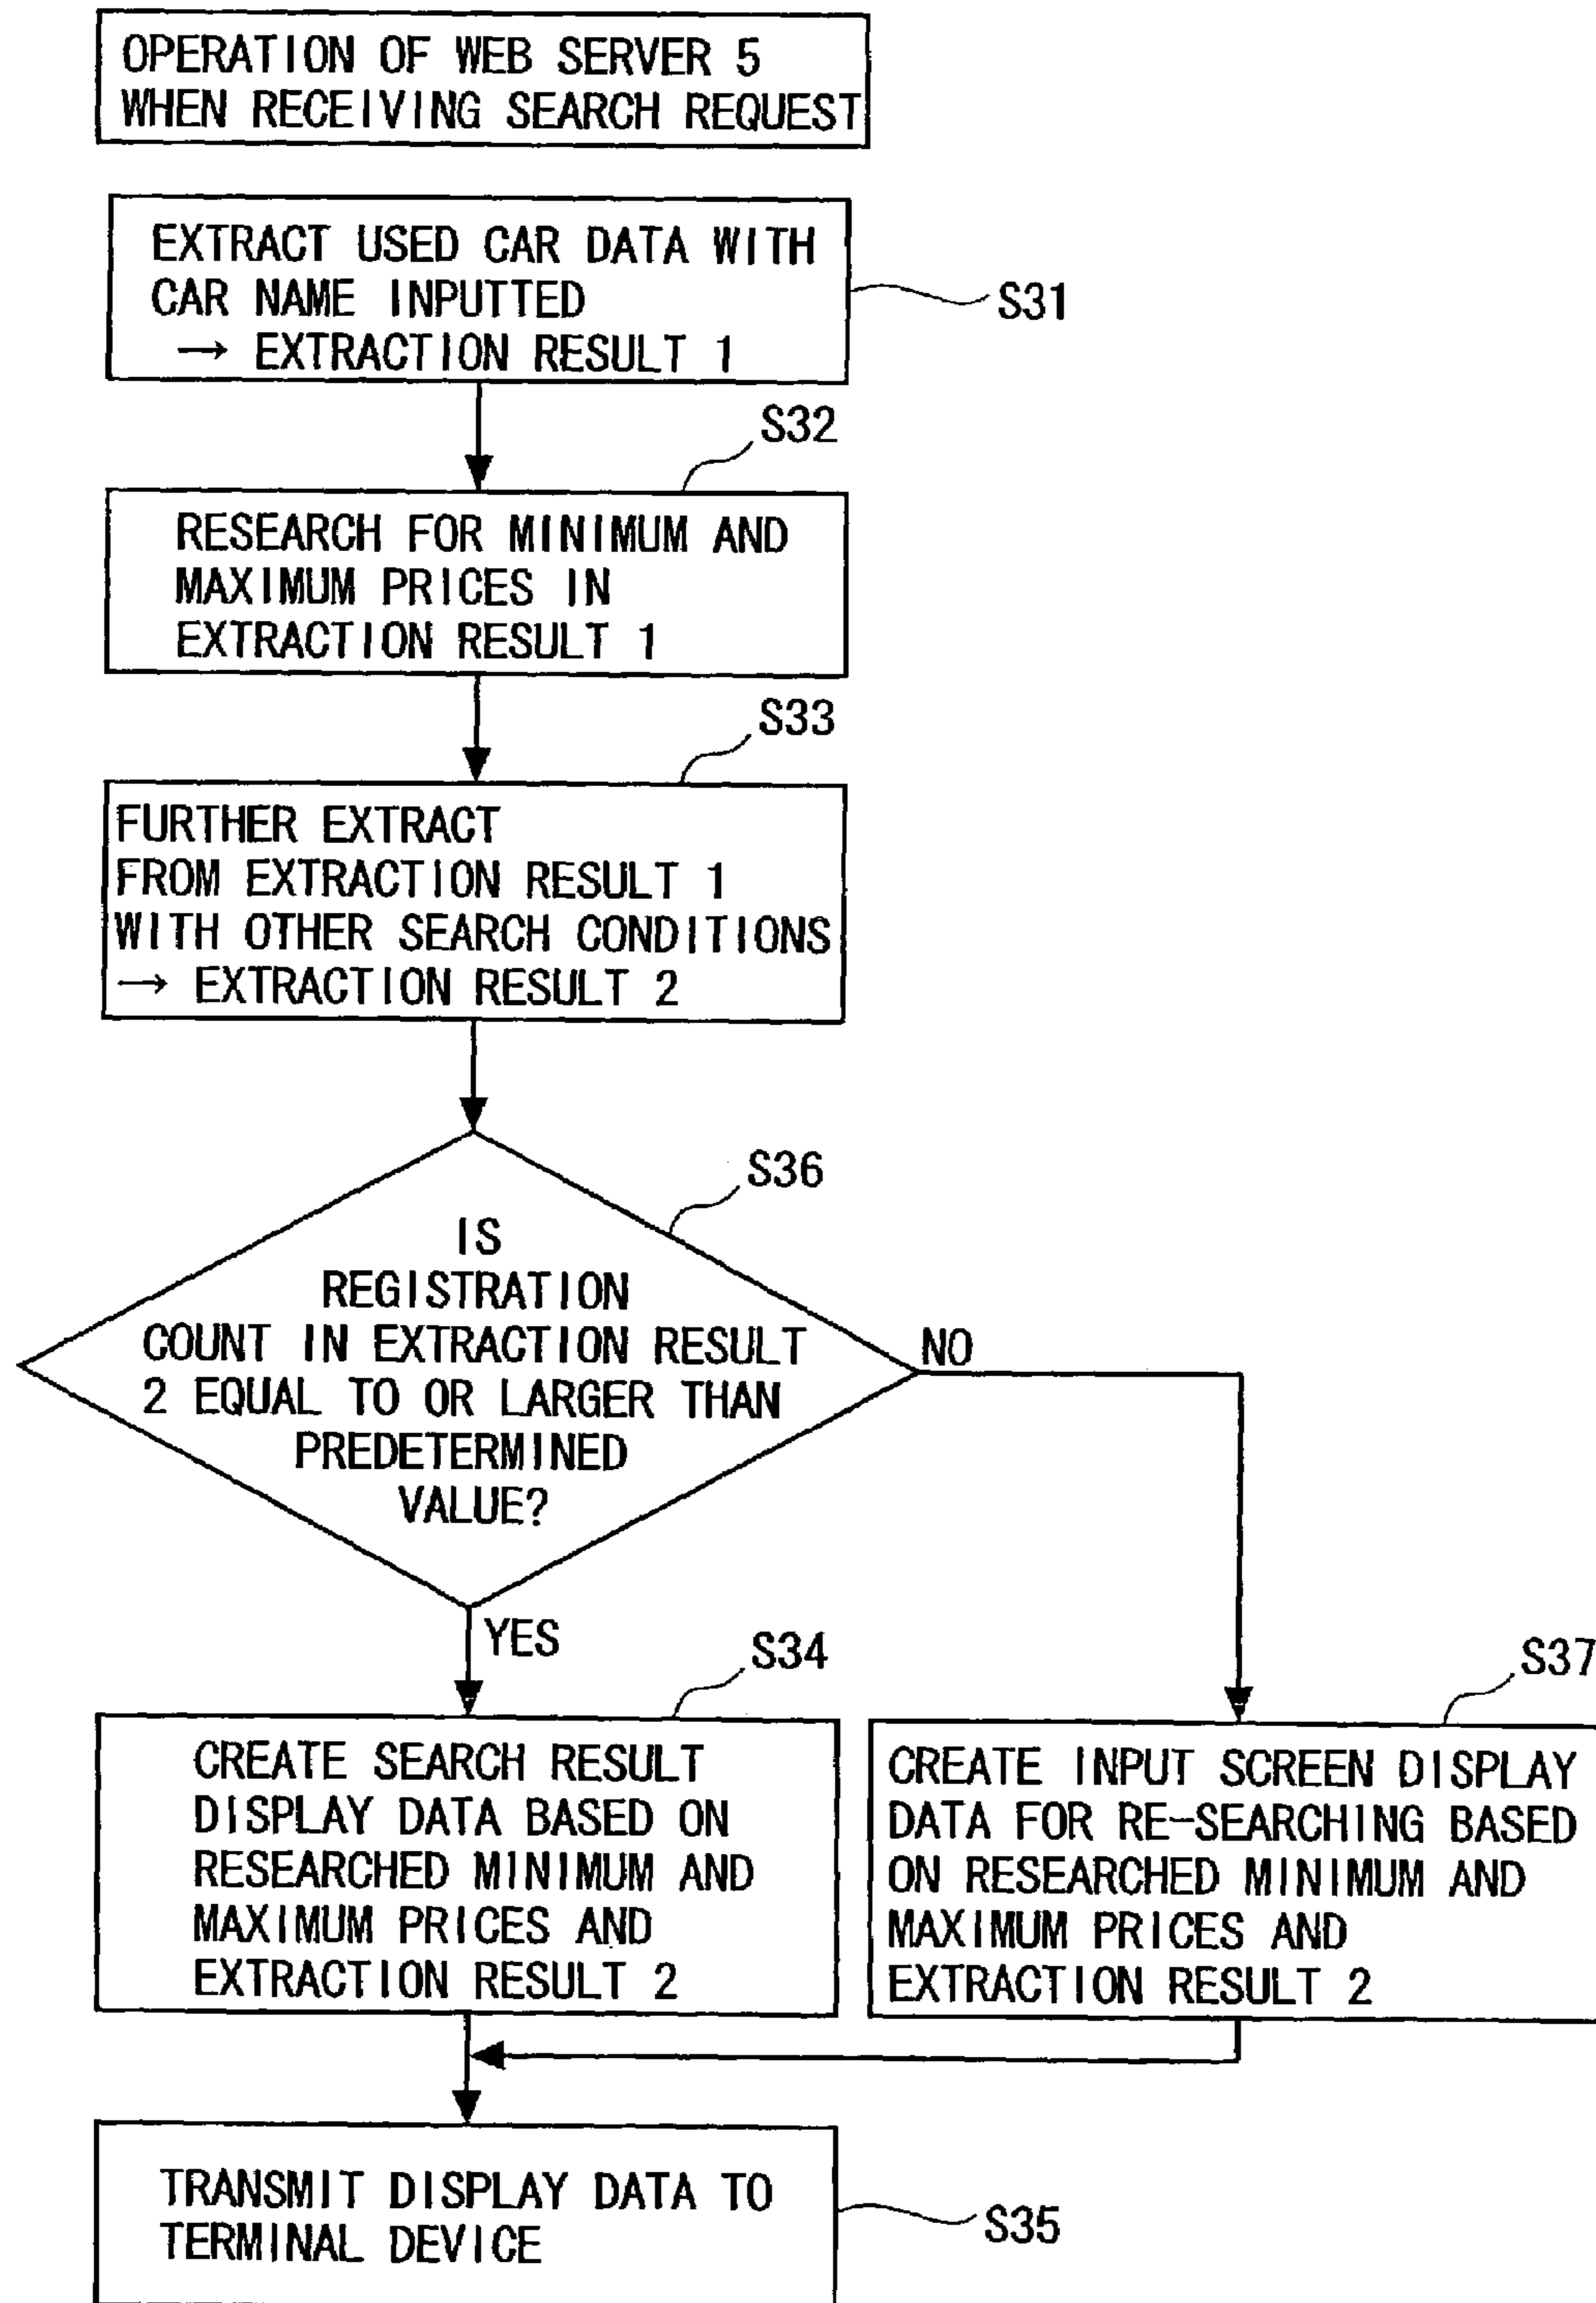 OPERATION OF WEB SERVER 5
WHEN RECEIVING SEARCH REQUEST
EXTRACT USED CAR DATA WITH
CAR NAME INPUTTED
→ EXTRACTION RESULT 1
S31
S32
RESEARCH FOR MINIMUM AND
MAXIMUM PRICES IN
EXTRACTION RESULT 1
S33
FURTHER EXTRACT
FROM EXTRACTION RESULT 1
WITH OTHER SEARCH CONDITIONS
→ EXTRACTION RESULT 2
S36
IS
REGISTRATION
COUNT IN EXTRACTION RESULT
2 EQUAL TO OR LARGER THAN
PREDETERMINED
VALUE?
NO
YES
S34
CREATE SEARCH RESULT
DISPLAY DATA BASED ON
RESEARCHED MINIMUM AND
MAXIMUM PRICES AND
EXTRACTION RESULT 2
S37
CREATE INPUT SCREEN DISPLAY
DATA FOR RE-SEARCHING BASED
ON RESEARCHED MINIMUM AND
MAXIMUM PRICES AND
EXTRACTION RESULT 2
TRANSMIT DISPLAY DATA TO
TERMINAL DEVICE
S35